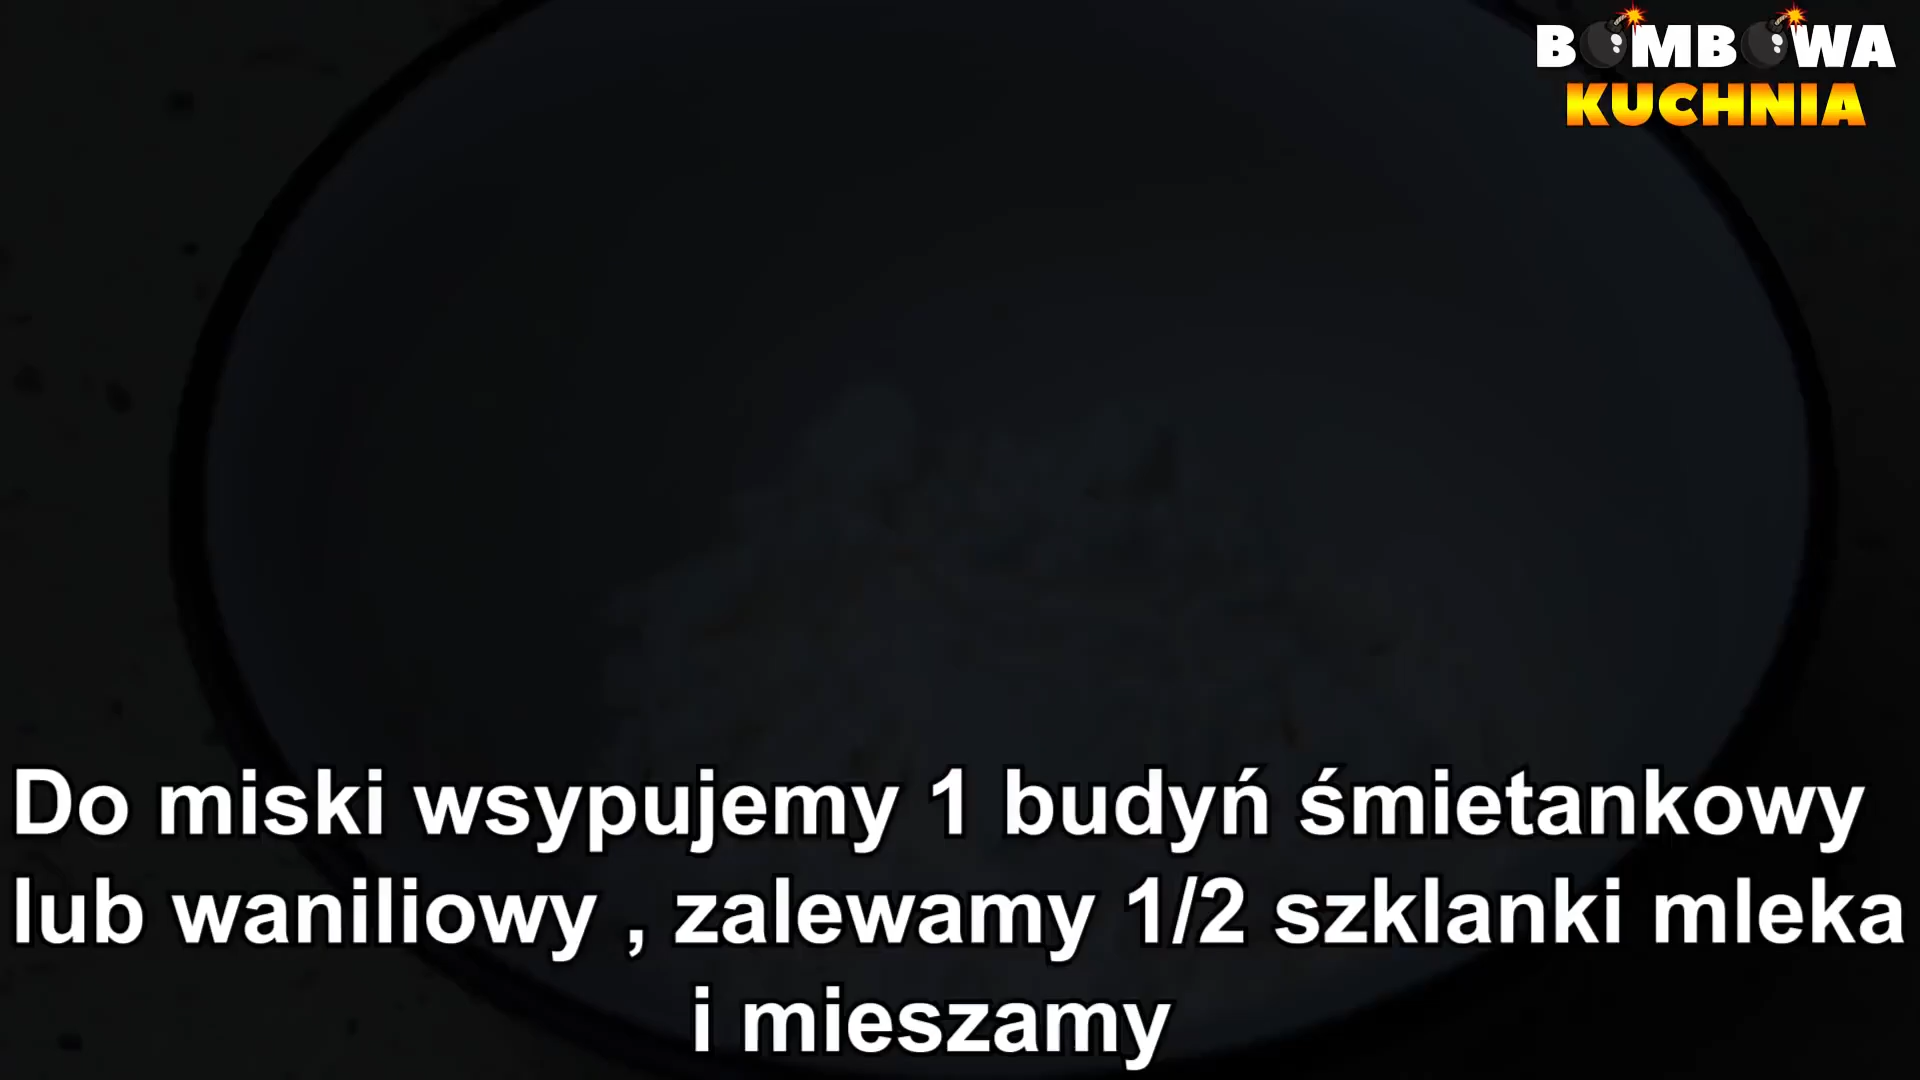 BOMBOWA
KUCHNIA
Do miski wsypujemy 1 budyń śmietankowy
lub waniliowy , zalewamy 1/2 szklanki mleka
i mieszamy